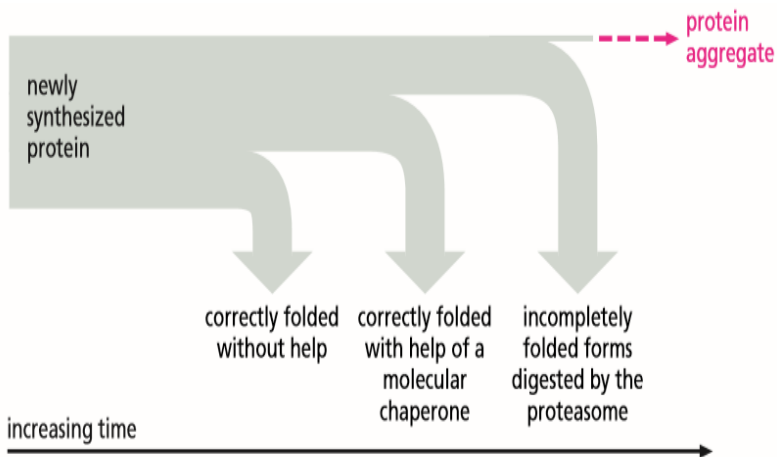 protein
aggregate
newly
synthesized
protein
correctly folded
without help
correctly folded
with help of a
molecular
chaperone
incompletely
folded forms
digested by the
proteasome
increasing time